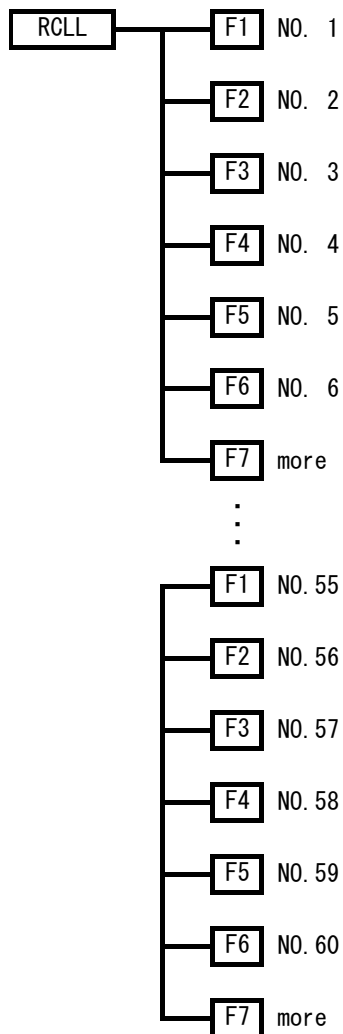 RCLL F1 NO. 1
F2 NO. 2
F3 NO. 3
F4 NO. 4
F5 NO. 5
F6 NO. 6
F7 more
F1 NO.55
F2 NO.56
F3 NO.57
F4 NO.58
F5 NO.59
F6 NO.60
F7 more